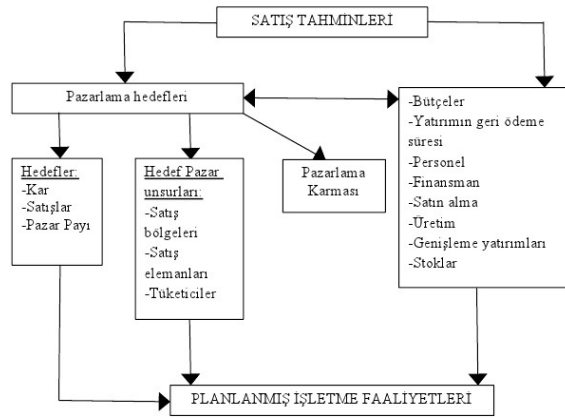 SATIŞ TAHMİNLERİ
Pazarlama hedefleri
-Bütçeler
-Yatırımın geri ödeme
süresi
-Personel
-Finansman
-Satın alma
-Üretim
-Genişleme yatırımları
-Stoklar
Hedefler:
-Kar
-Satışlar
-Pazar Payı
Hedef Pazar
unsurları:
-Satış
bölgeleri
-Satış
elemanları
-Tüketiciler
Pazarlama
Karması
PLANLANMIŞ İŞLETME FAALİYETLERİ